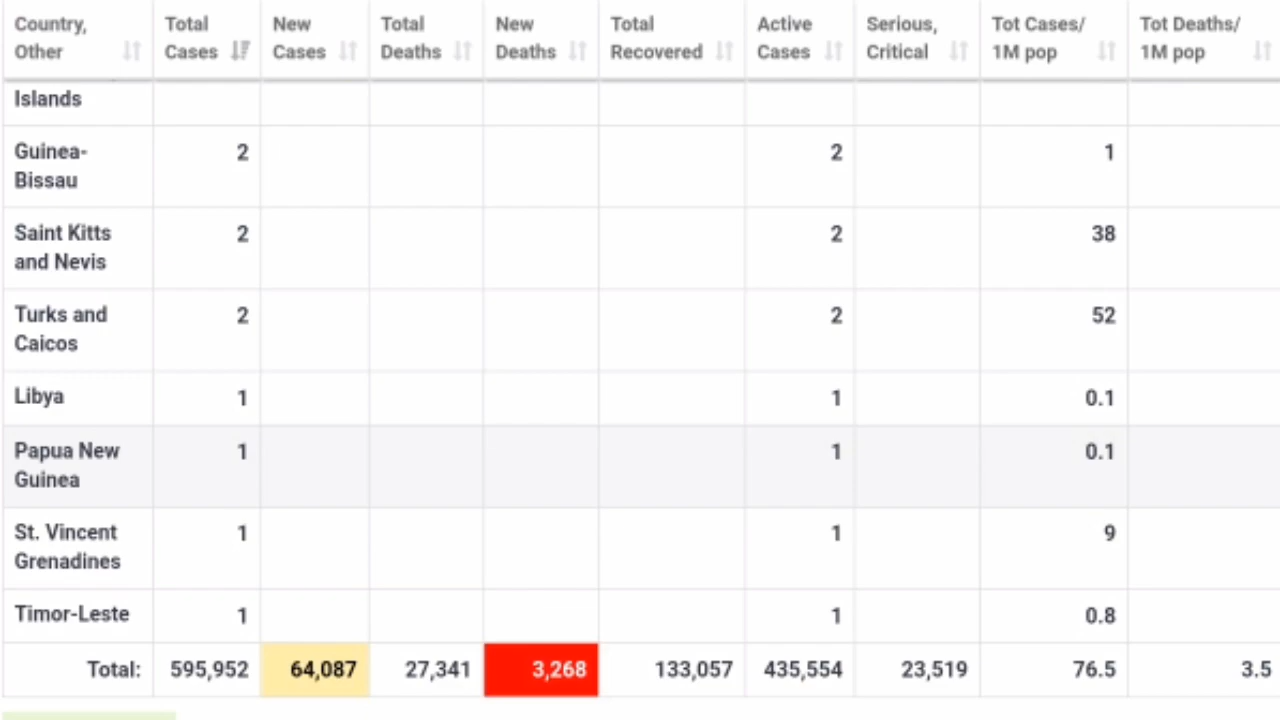 Country, Other Total Cases New Cases Total Deaths New Deaths Total Recovered Active Cases Serious, Critical Tot Cases/ 1M pop Tot Deaths/ 1M pop
Islands
Guinea-Bissau 2 2 1
Saint Kitts and Nevis 2 2 38
Turks and Caicos 2 2 52
Libya 1 1 0.1
Papua New Guinea 1 1 0.1
St. Vincent Grenadines 1 1 9
Timor-Leste 1 1 0.8
Total: 595,952 64,087 27,341 3,268 133,057 435,554 23,519 76.5 3.5